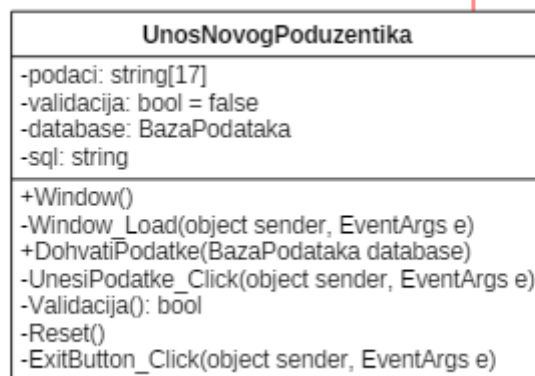 UnosNovogPoduzentika
-podaci: string[17]
-validacija: bool = false
-database: BazaPodataka
-sql: string
+Window()
-Window_Load(object sender, EventArgs e)
+DohvatiPodatke(BazaPodataka database)
-UnesiPodatke_Click(object sender, EventArgs e)
-Validacija(): bool
-Reset()
-ExitButton_Click(object sender, EventArgs e)